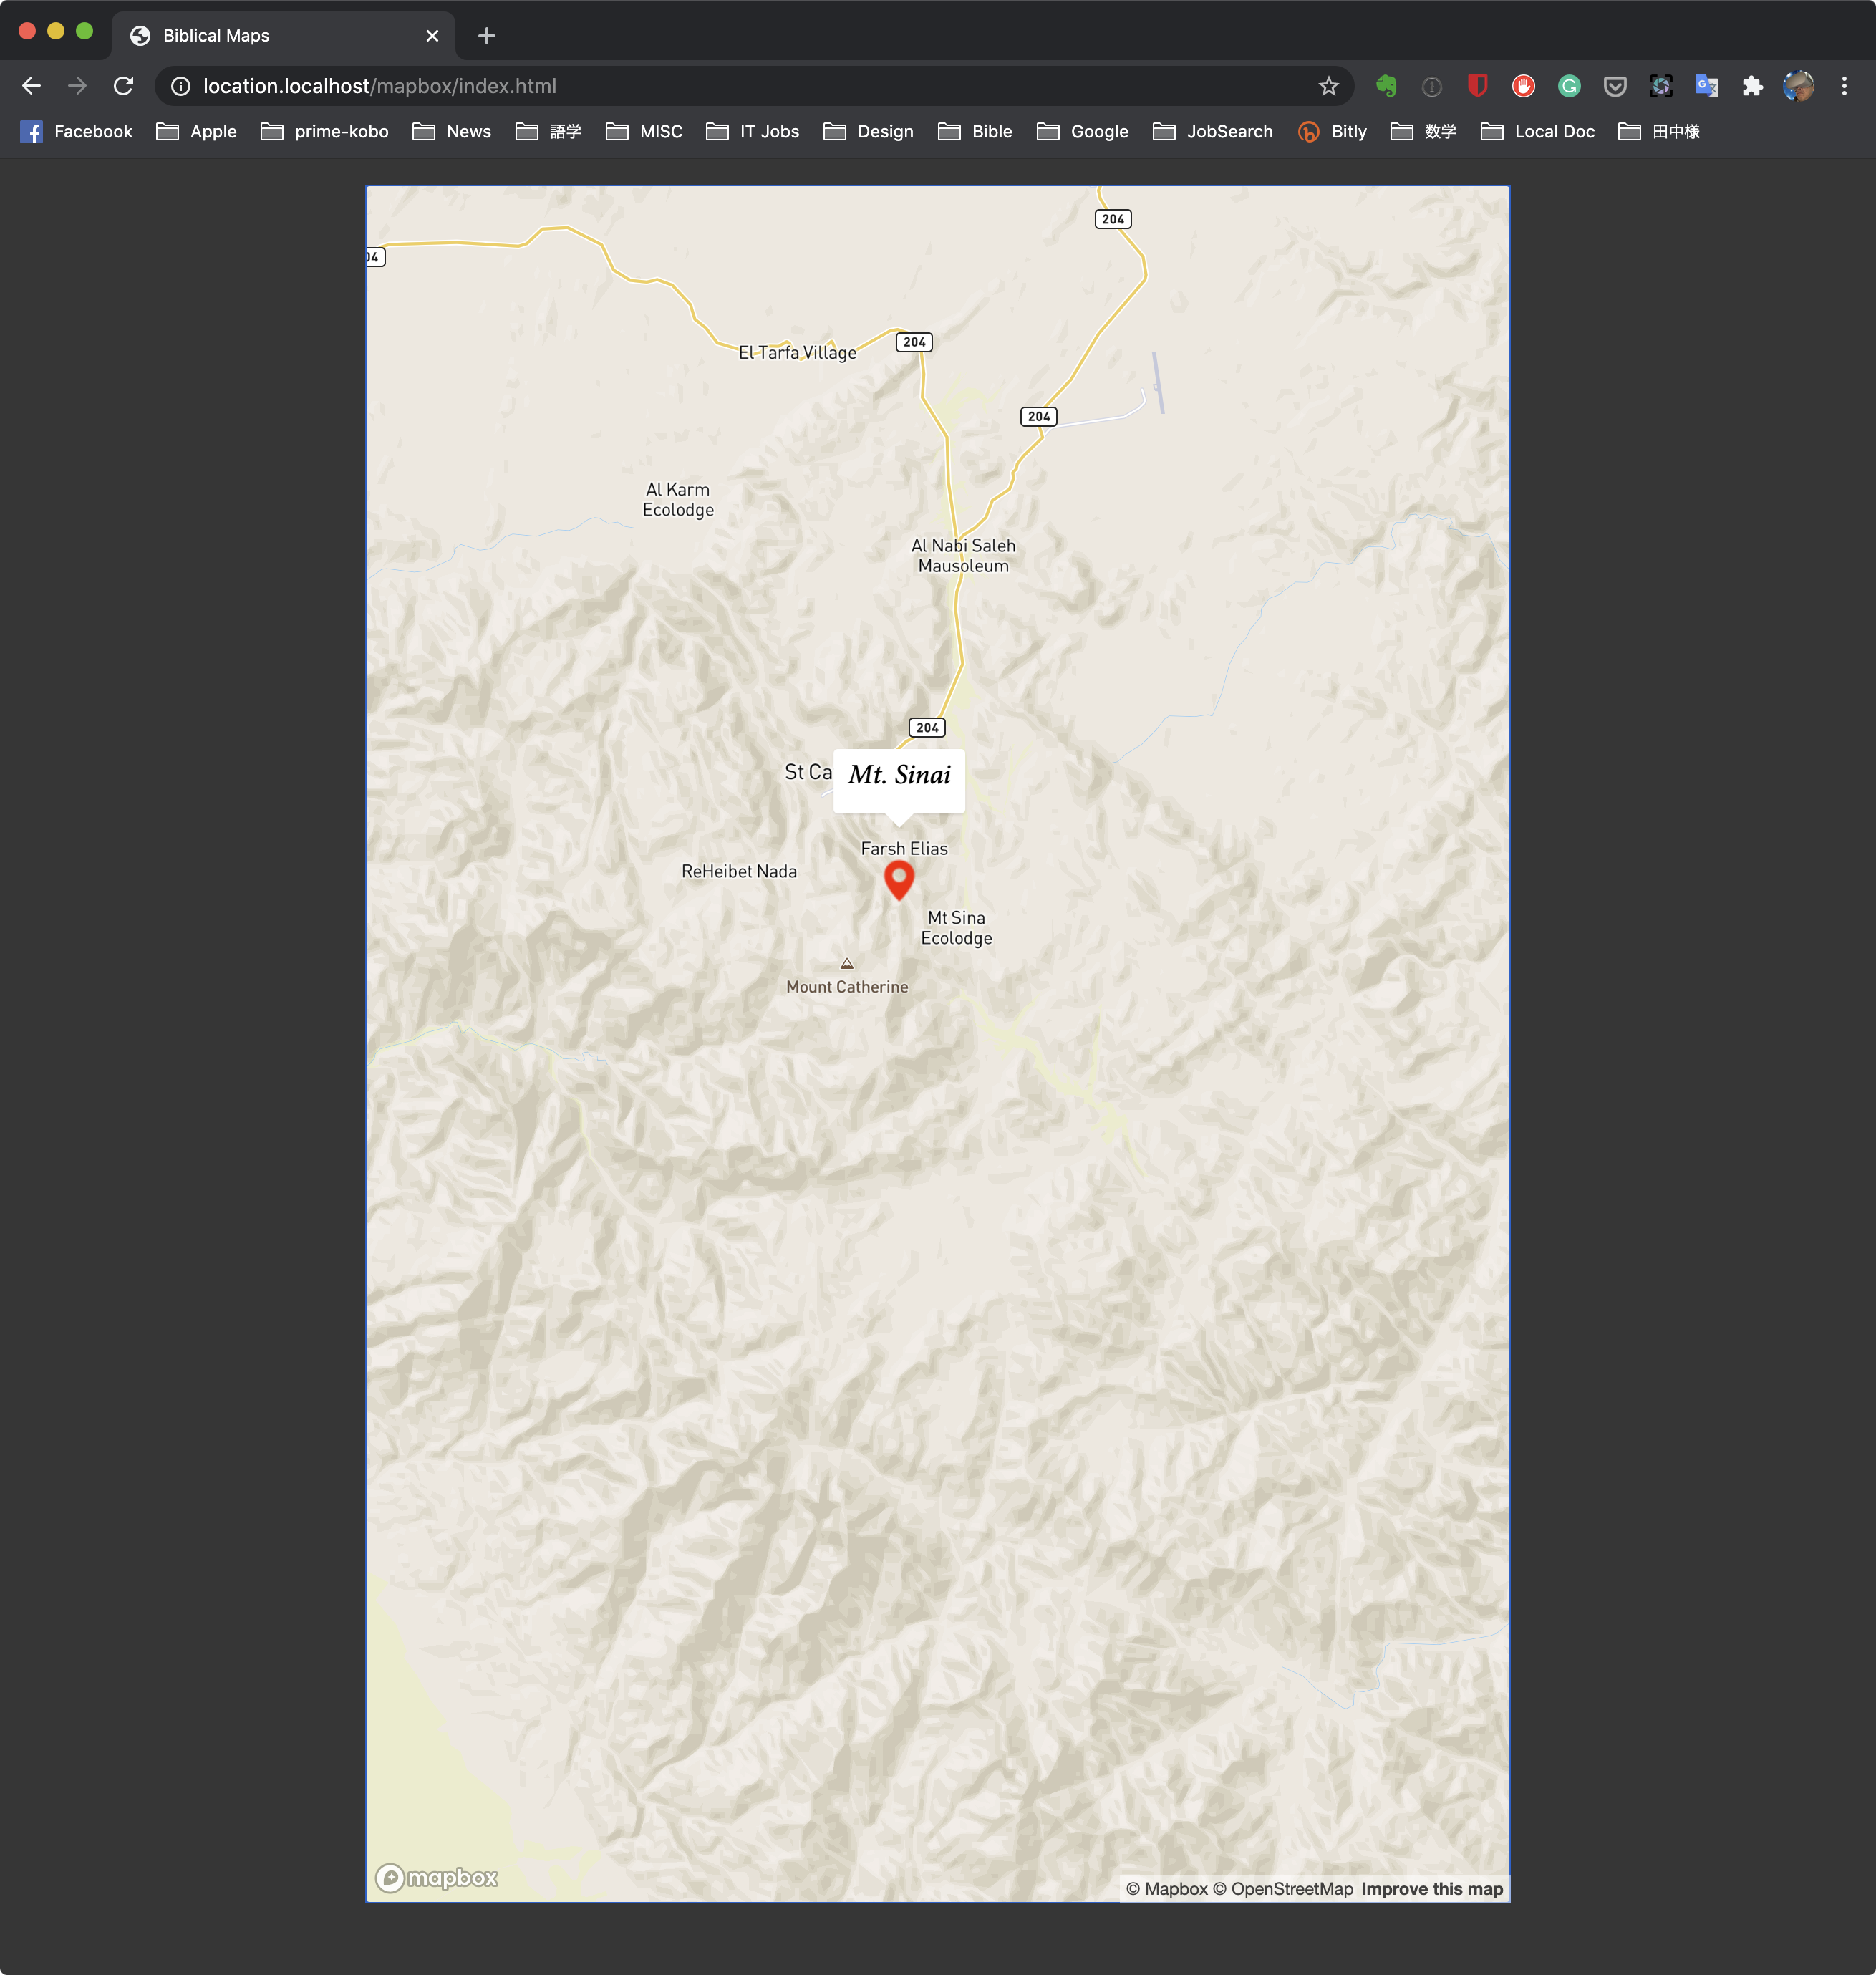 Biblical Maps
location.localhost/mapbox/index.html
Facebook Apple prime-kobo News 語学 MISC IT Jobs Design Bible Google JobSearch Bitly 数学 Local Doc 田中様
204
04
204
El Tarfa Village
204
Al Karm
Ecolodge
Al Nabi Saleh
Mausoleum
204
St Ca
Mt. Sinai
Farsh Elias
ReHeibet Nada
Mt Sina
Ecolodge
Mount Catherine
mapbox
© Mapbox © OpenStreetMap Improve this map